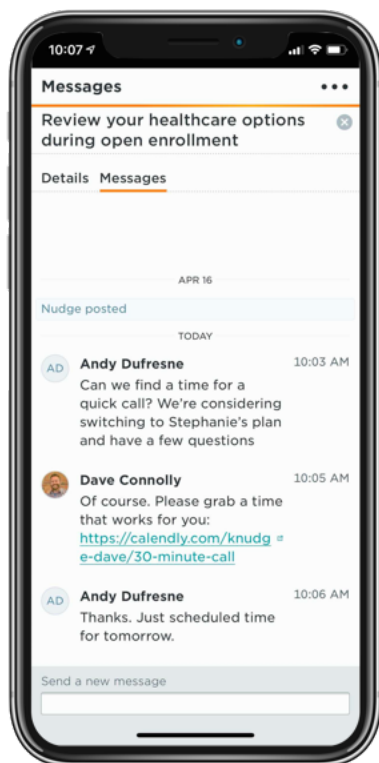 10:07
Messages
Review your healthcare options
during open enrollment
Details Messages
APR 16
Nudge posted
TODAY
AD Andy Dufresne 10:03 AM
Can we find a time for a
quick call? We're considering
switching to Stephanie's plan
and have a few questions
Dave Connolly 10:05 AM
Of course. Please grab a time
that works for you:
https://calendly.com/knudg
e-dave/30-minute-call
AD Andy Dufresne 10:06 AM
Thanks. Just scheduled time
for tomorrow.
Send a new message